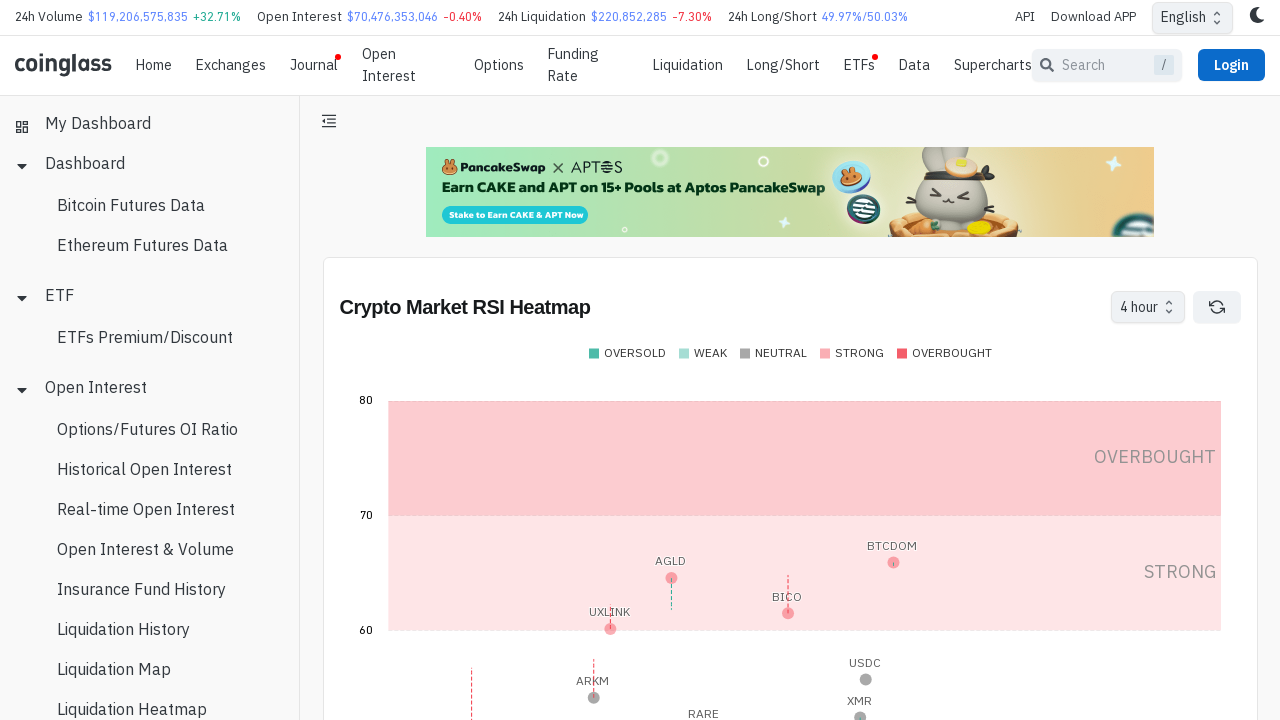 24h Volume $119,206,575,835 +32.71% Open Interest $70,476,353,046 -0.40% 24h Liquidation $220,852,285 -7.30% 24h Long/Short 49.97%/50.03% API Download APP English
coinglass Home Exchanges Journal Open Interest Options Funding Rate Liquidation Long/Short ETFs Data Supercharts Search / Login
My Dashboard
Dashboard
Bitcoin Futures Data
Ethereum Futures Data
ETF
ETFs Premium/Discount
Open Interest
Options/Futures OI Ratio
Historical Open Interest
Real-time Open Interest
Open Interest & Volume
Insurance Fund History
Liquidation History
Liquidation Map
Liquidation Heatmap
PancakeSwap × APTOS
Earn CAKE and APT on 15+ Pools at Aptos PancakeSwap
Stake to Earn CAKE & APT Now
Crypto Market RSI Heatmap 4 hour
OVERSOLD WEAK NEUTRAL STRONG OVERBOUGHT
80
OVERBOUGHT
70
BTCDOM
AGLD
STRONG
BICO
UXLINK
60
USDC
ARKM
XMR
RARE